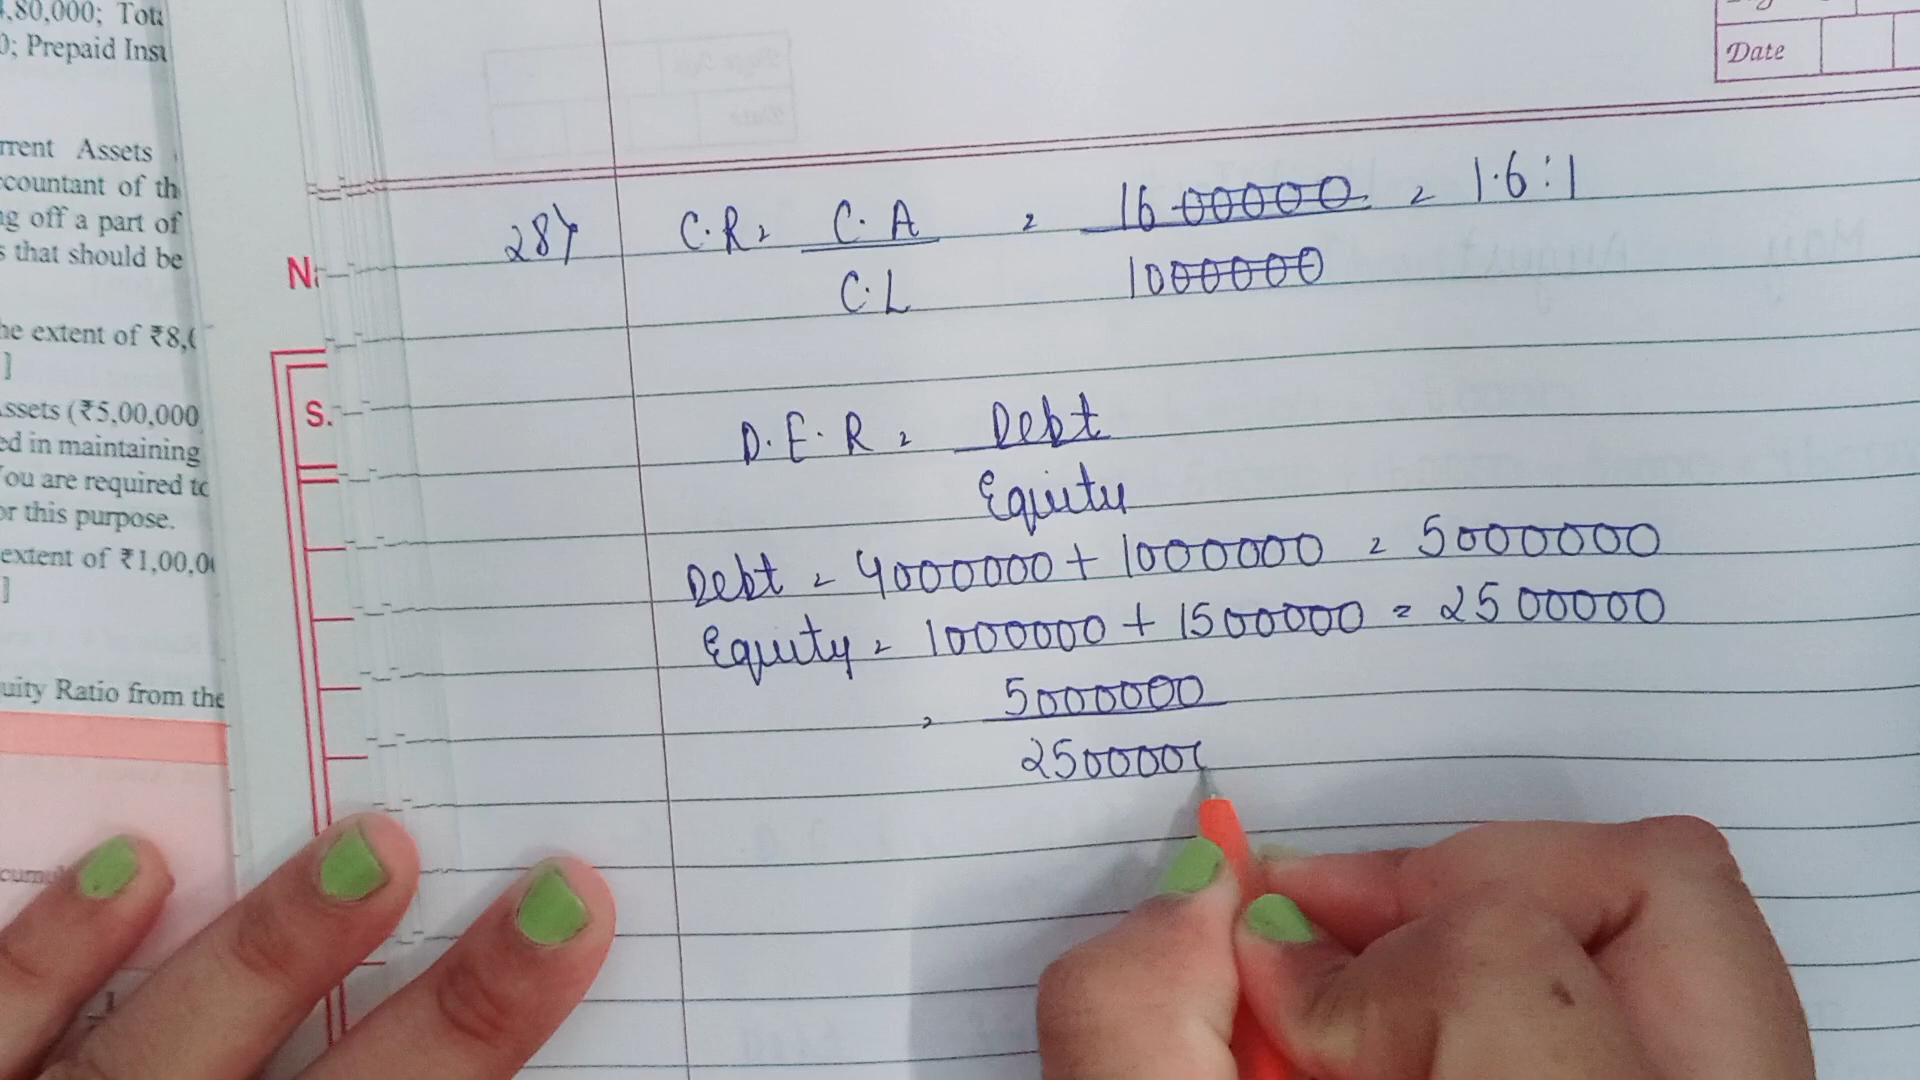 ,80,000; Tot
0; Prepaid Ins
rrent Assets
countant of th
g off a part of
s that should be
he extent of ₹8,
]
ssets (₹5,00,000
ed in maintaining
ou are required to
or this purpose.
extent of ₹1,00,0
]
uity Ratio from the
cumul
N
S.
Date
28) C.R = C.A / C.L = 1600000 / 1000000 = 1.6:1
D.E.R = Debt
Equity
Debt = 4000000 + 1000000 = 5000000
Equity = 1000000 + 1500000 = 2500000
= 5000000
250000